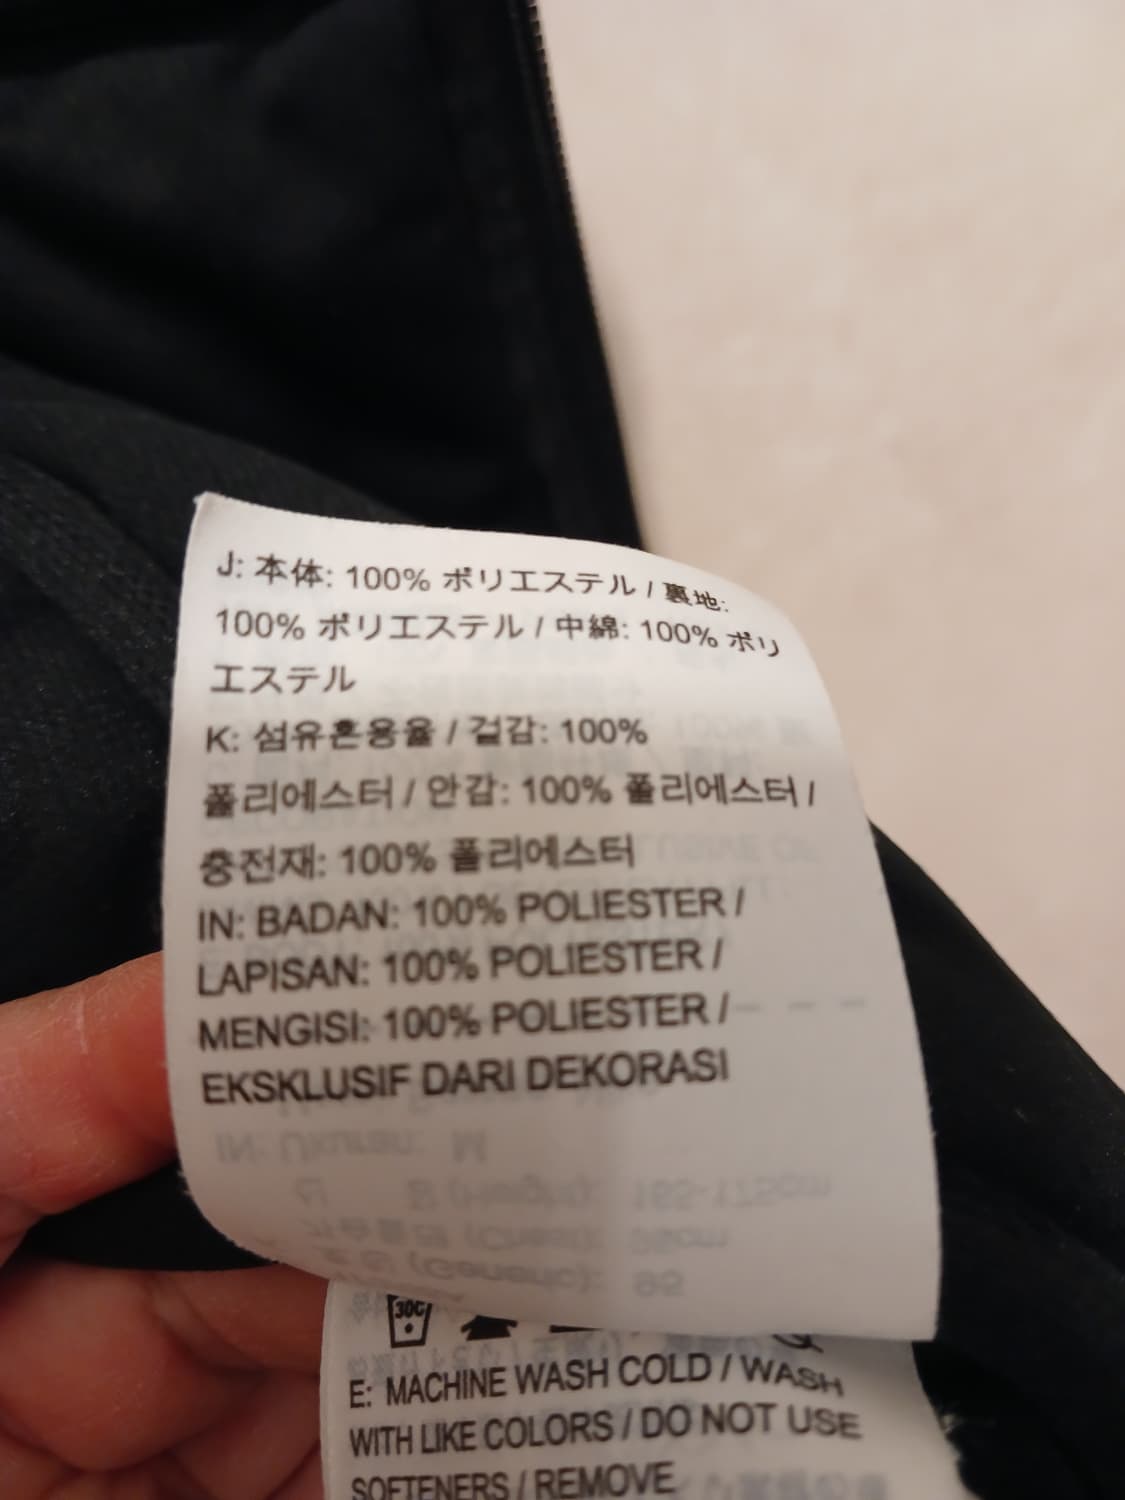 J: 本体: 100% ポリエステル / 裏地:
100% ポリエステル / 中綿: 100% ポリ
エステル
K: 섬유혼용율 / 겉감: 100%
폴리에스터 / 안감: 100% 폴리에스터 /
충전재: 100% 폴리에스터
IN: BADAN: 100% POLIESTER /
LAPISAN: 100% POLIESTER /
MENGISI: 100% POLIESTER /
EKSKLUSIF DARI DEKORASI
30C
E: MACHINE WASH COLD / WASH
WITH LIKE COLORS / DO NOT USE
SOFTENERS / REMOVE